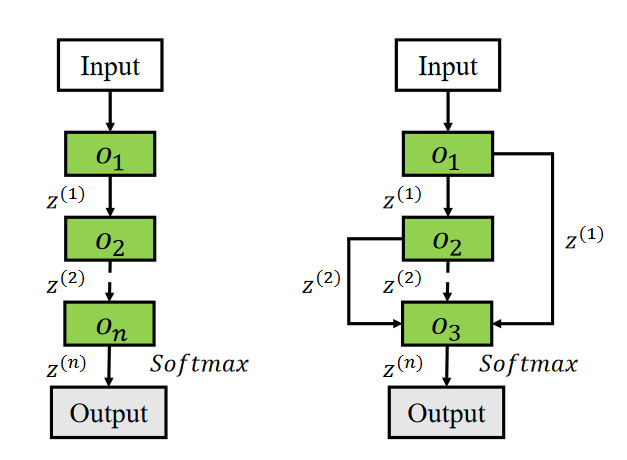 Input
o₁
z⁽¹⁾
o₂
z⁽²⁾
oₙ
z⁽ⁿ⁾
Softmax
Output
Input
o₁
z⁽¹⁾
z⁽¹⁾
o₂
z⁽²⁾
z⁽²⁾
o₃
z⁽ⁿ⁾
Softmax
Output